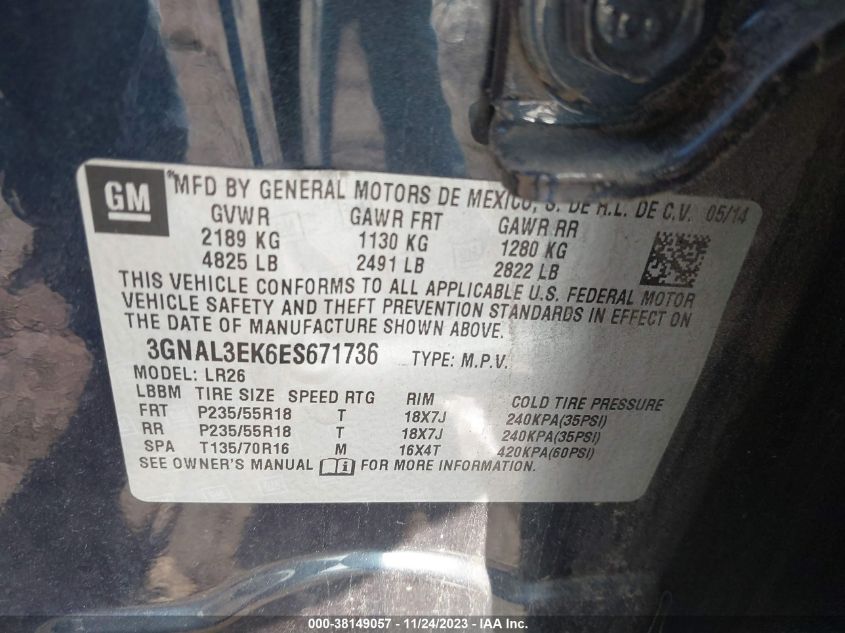 GM
"MFD BY GENERAL MOTORS DE MEXICO, S. DE R.L. DE C.V. 05/14
GVWR GAWR FRT GAWR RR
2189 KG 1130 KG 1280 KG
4825 LB 2491 LB 2822 LB
THIS VEHICLE CONFORMS TO ALL APPLICABLE U.S. FEDERAL MOTOR
VEHICLE SAFETY AND THEFT PREVENTION STANDARDS IN EFFECT ON
THE DATE OF MANUFACTURE SHOWN ABOVE.
3GNAL3EK6ES671736 TYPE: M.P.V.
MODEL: LR26
LBBM TIRE SIZE SPEED RTG RIM COLD TIRE PRESSURE
FRT P235/55R18 T 18X7J 240KPA(35PSI)
RR P235/55R18 T 18X7J 240KPA(35PSI)
SPA T135/70R16 M 16X4T 420KPA(60PSI)
SEE OWNER'S MANUAL FOR MORE INFORMATION.
000-38149057 - 11/24/2023 - IAA Inc.